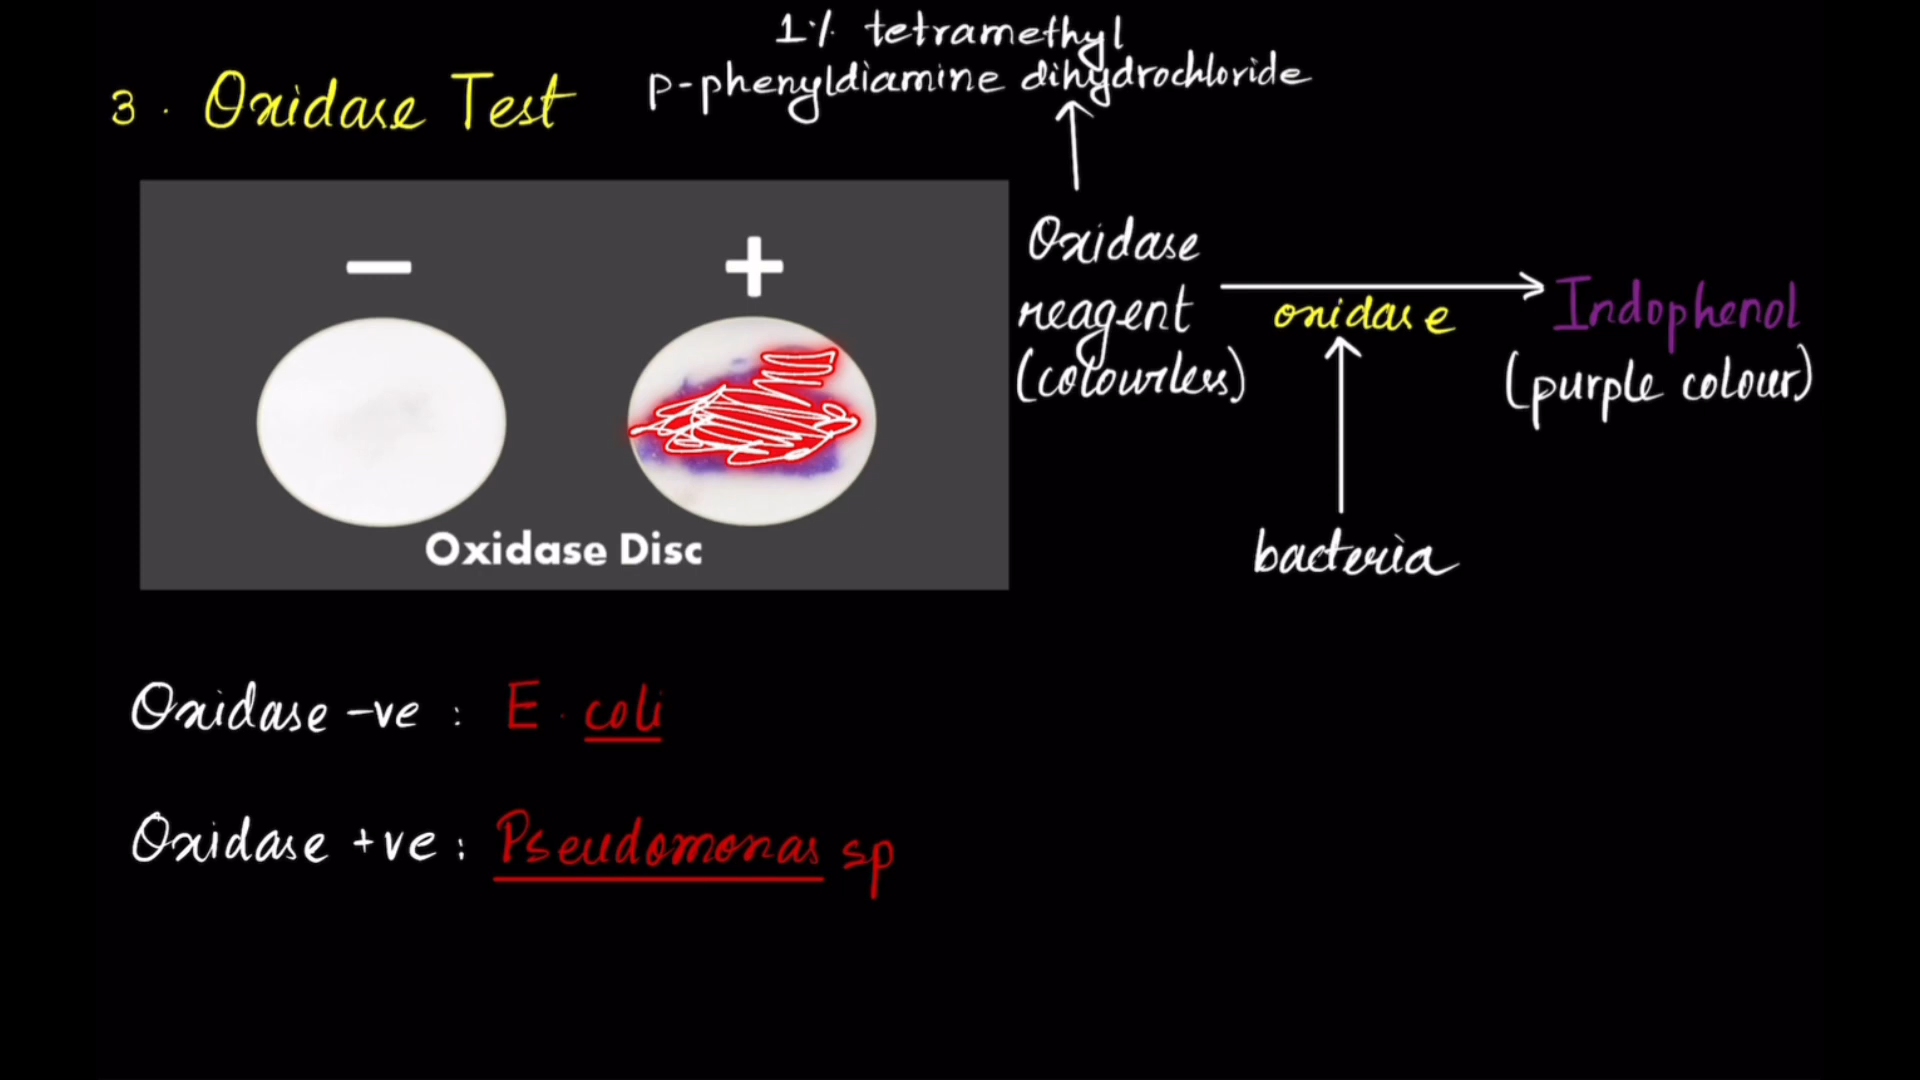 1% tetramethyl
p-phenyldiamine dihydrochloride
3. Oxidase Test
− +
Oxidase Disc
Oxidase
reagent
(colourless)
oxidase
Indophenol
(purple colour)
bacteria
Oxidase -ve : E. coli
Oxidase +ve : Pseudomonas sp